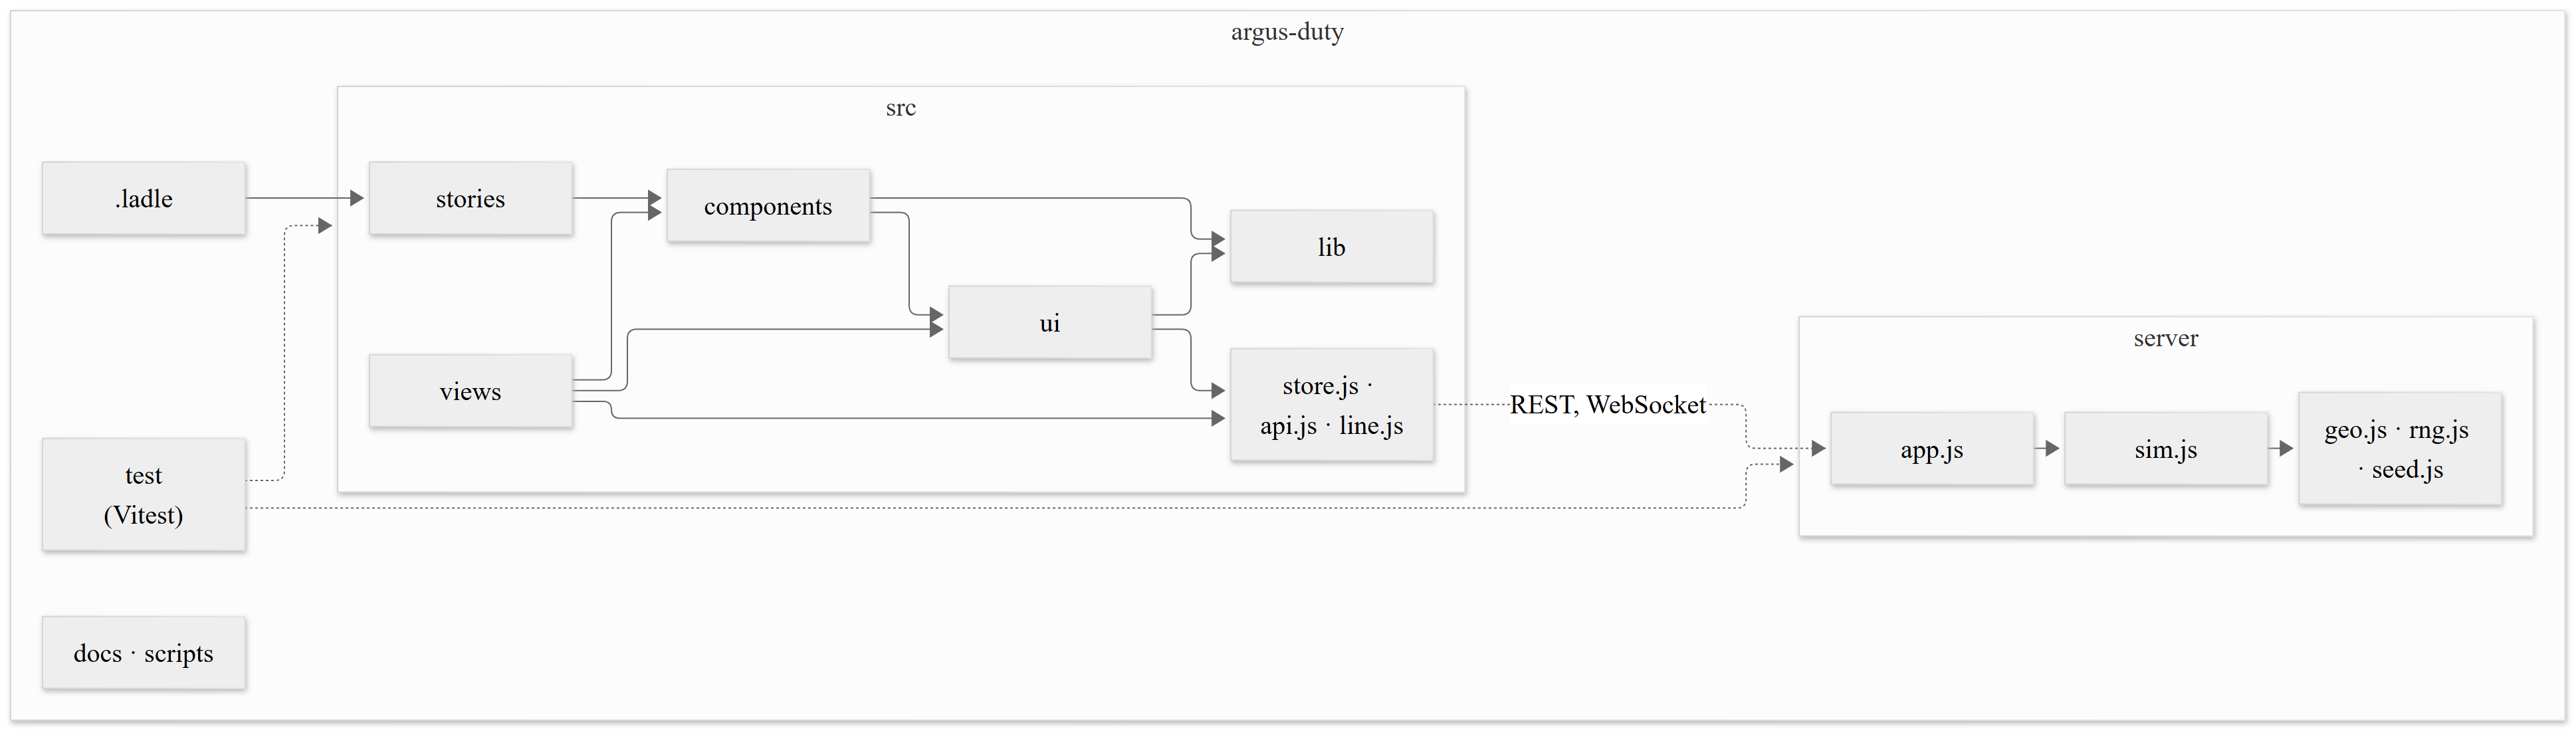 argus-duty
src
.ladle
stories
components
lib
ui
views
store.js ·
api.js · line.js
REST, WebSocket
server
app.js
sim.js
geo.js · rng.js
· seed.js
test
(Vitest)
docs · scripts